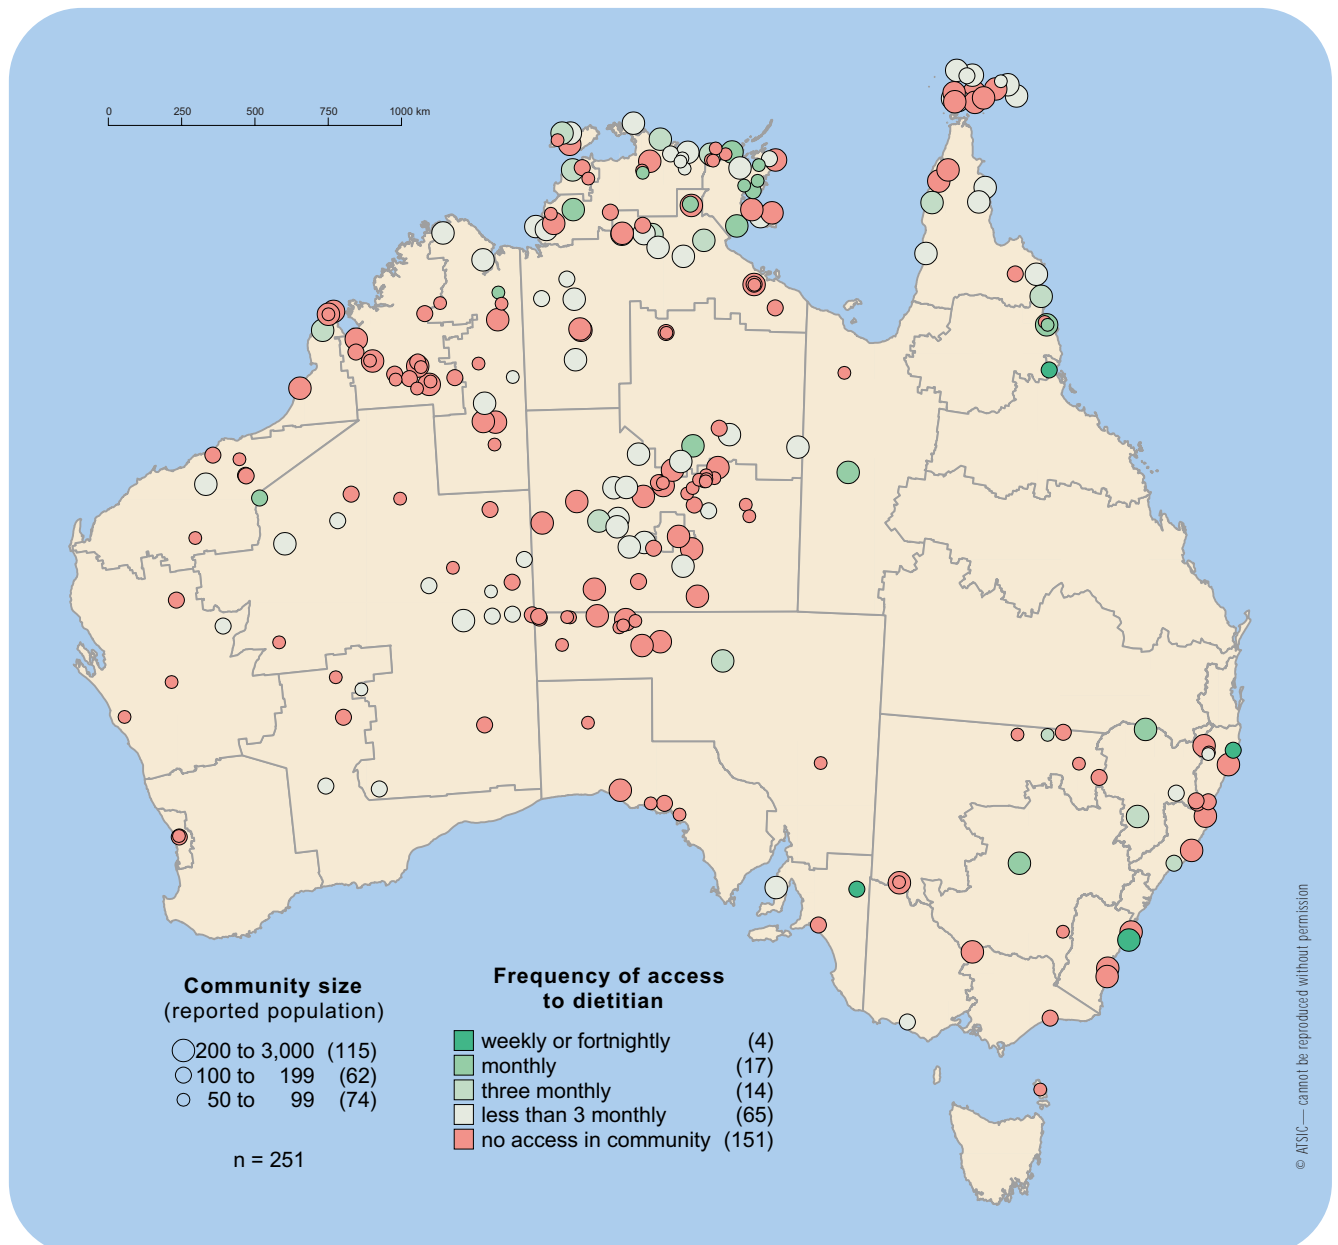 0 250 500 750 1000 km
Community size
(reported population)
200 to 3,000 (115)
100 to 199 (62)
50 to 99 (74)
n = 251
Frequency of access
to dietitian
weekly or fortnightly (4)
monthly (17)
three monthly (14)
less than 3 monthly (65)
no access in community (151)
© ATSIC— cannot be reproduced without permission